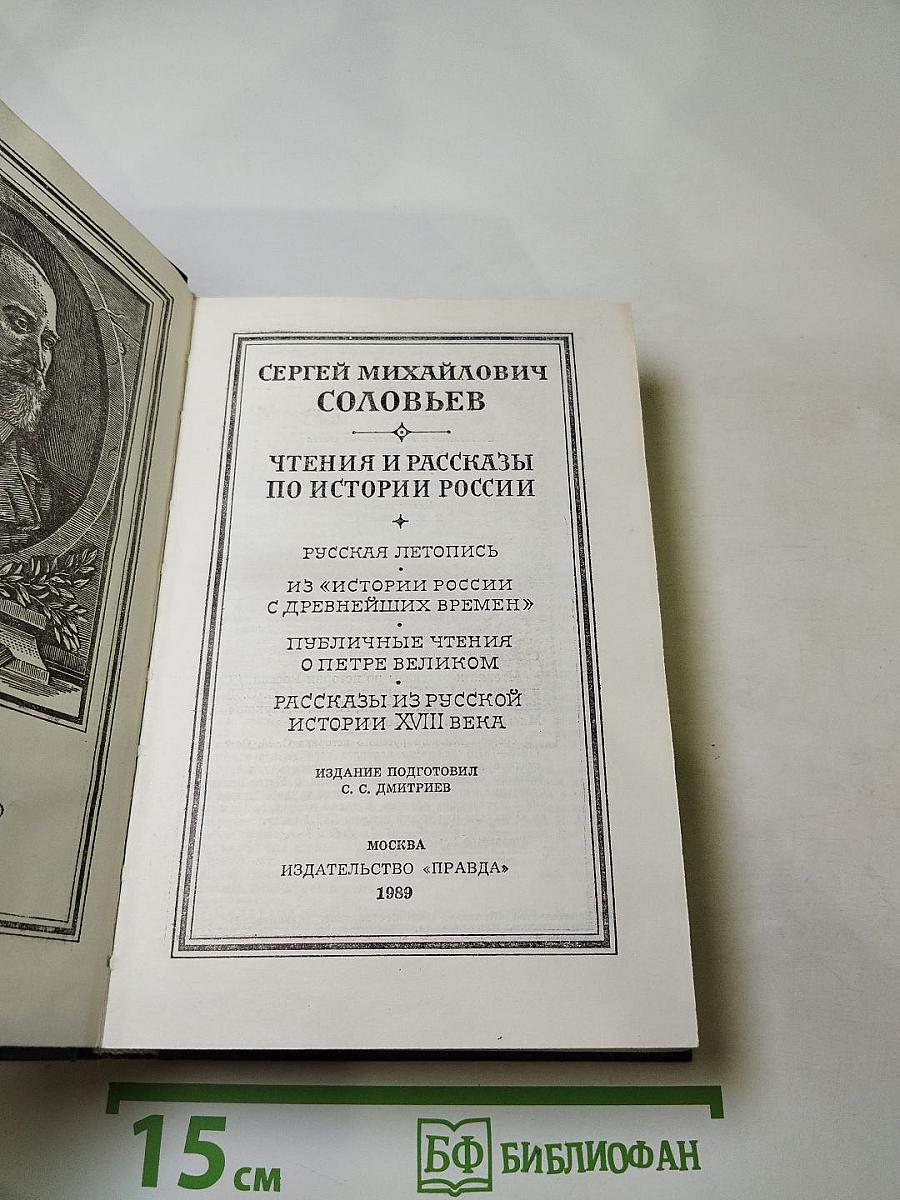 СЕРГЕЙ МИХАЙЛОВИЧ
СОЛОВЬЕВ
ЧТЕНИЯ И РАССКАЗЫ
ПО ИСТОРИИ РОССИИ
РУССКАЯ ЛЕТОПИСЬ
ИЗ «ИСТОРИИ РОССИИ
С ДРЕВНЕЙШИХ ВРЕМЕН»
ПУБЛИЧНЫЕ ЧТЕНИЯ
О ПЕТРЕ ВЕЛИКОМ
РАССКАЗЫ ИЗ РУССКОЙ
ИСТОРИИ XVIII ВЕКА
ИЗДАНИЕ ПОДГОТОВИЛ
С. С. ДМИТРИЕВ
МОСКВА
ИЗДАТЕЛЬСТВО «ПРАВДА»
1989
15 см
БФ БИБЛИОФАН